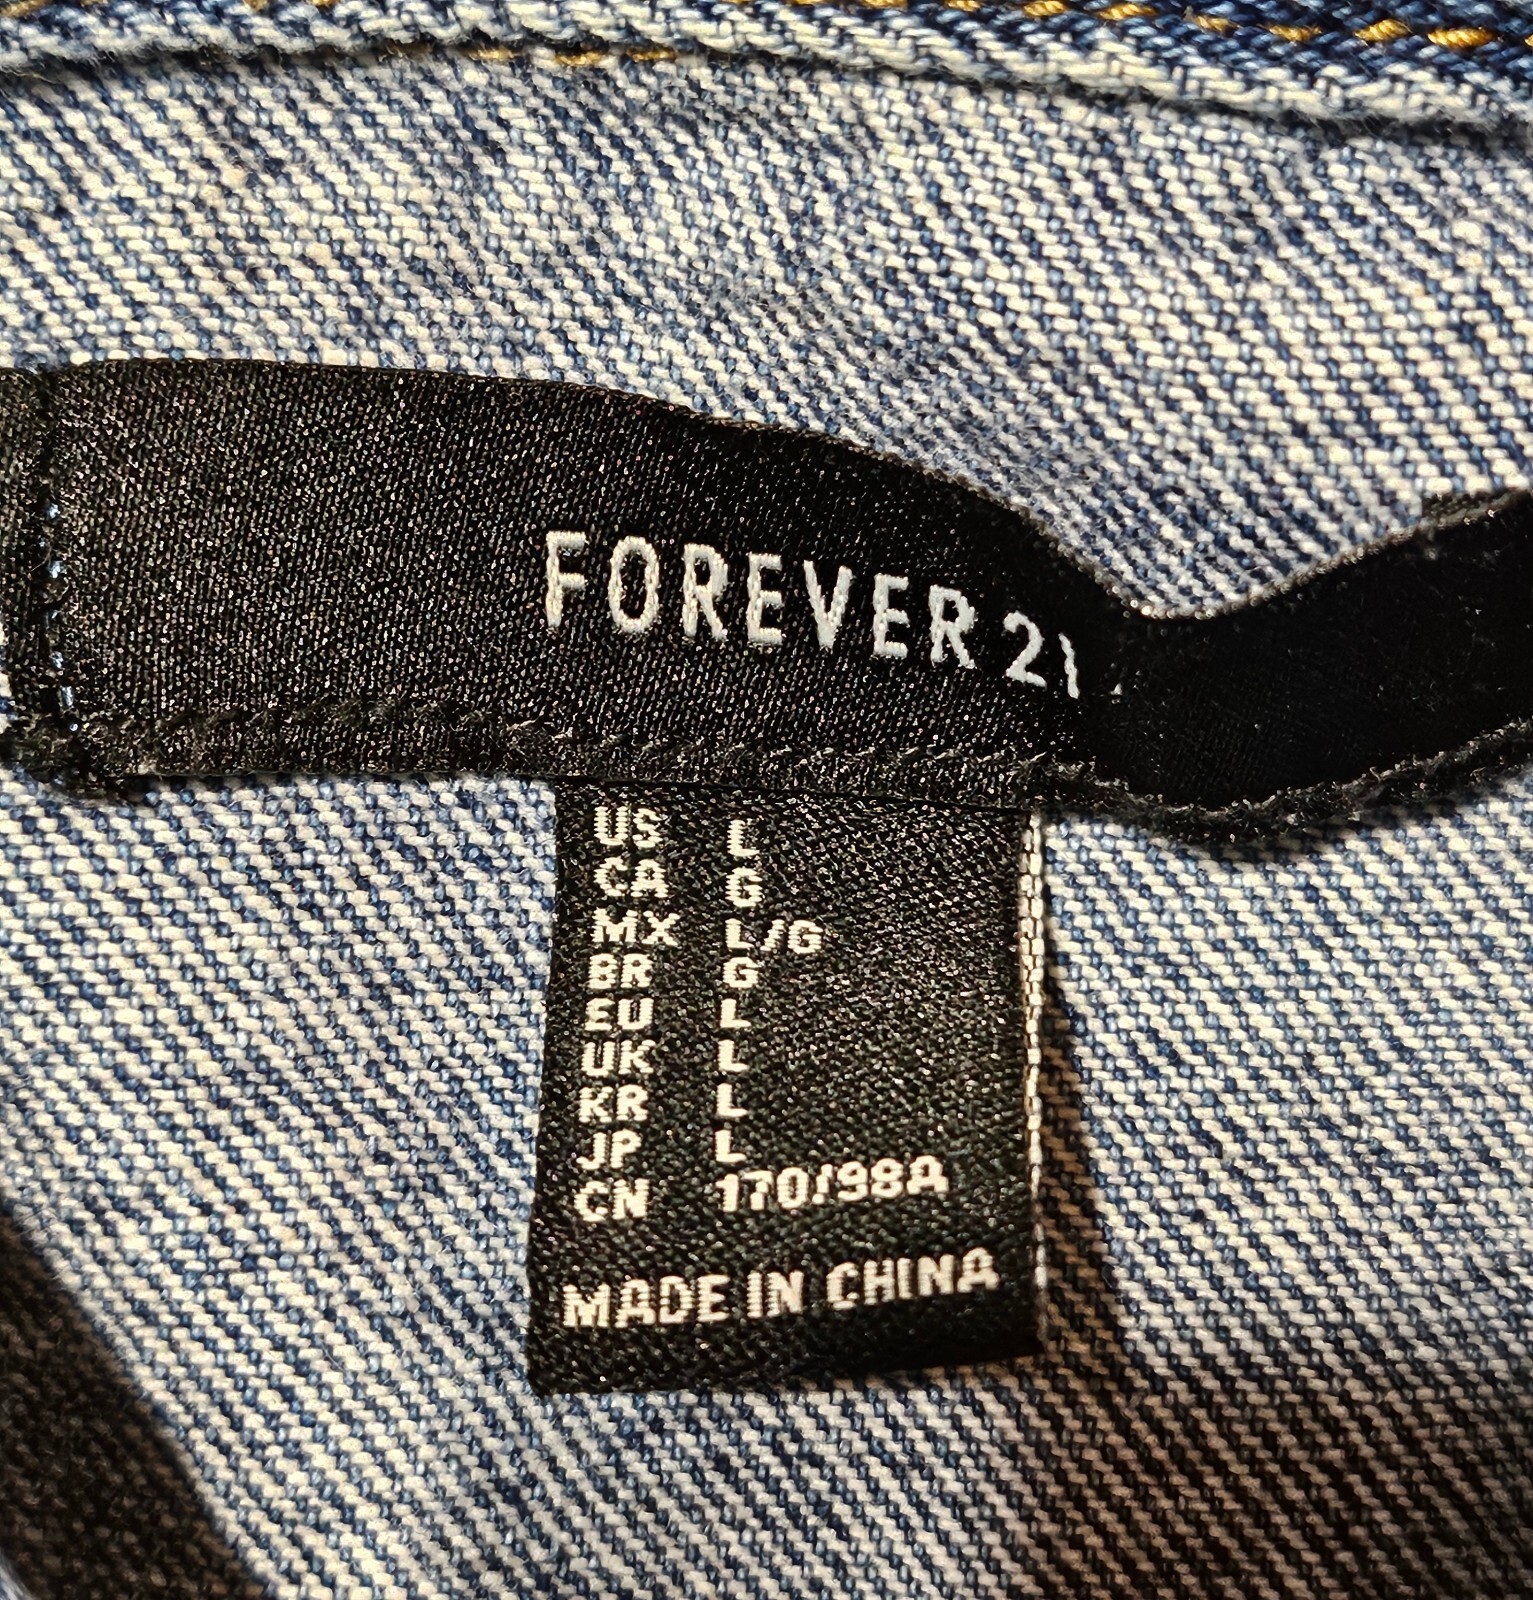 FOREVER 21
US L
CA G
MX L/G
BR G
EU L
UK L
KR L
JP L
CN 170/98A
MADE IN CHINA